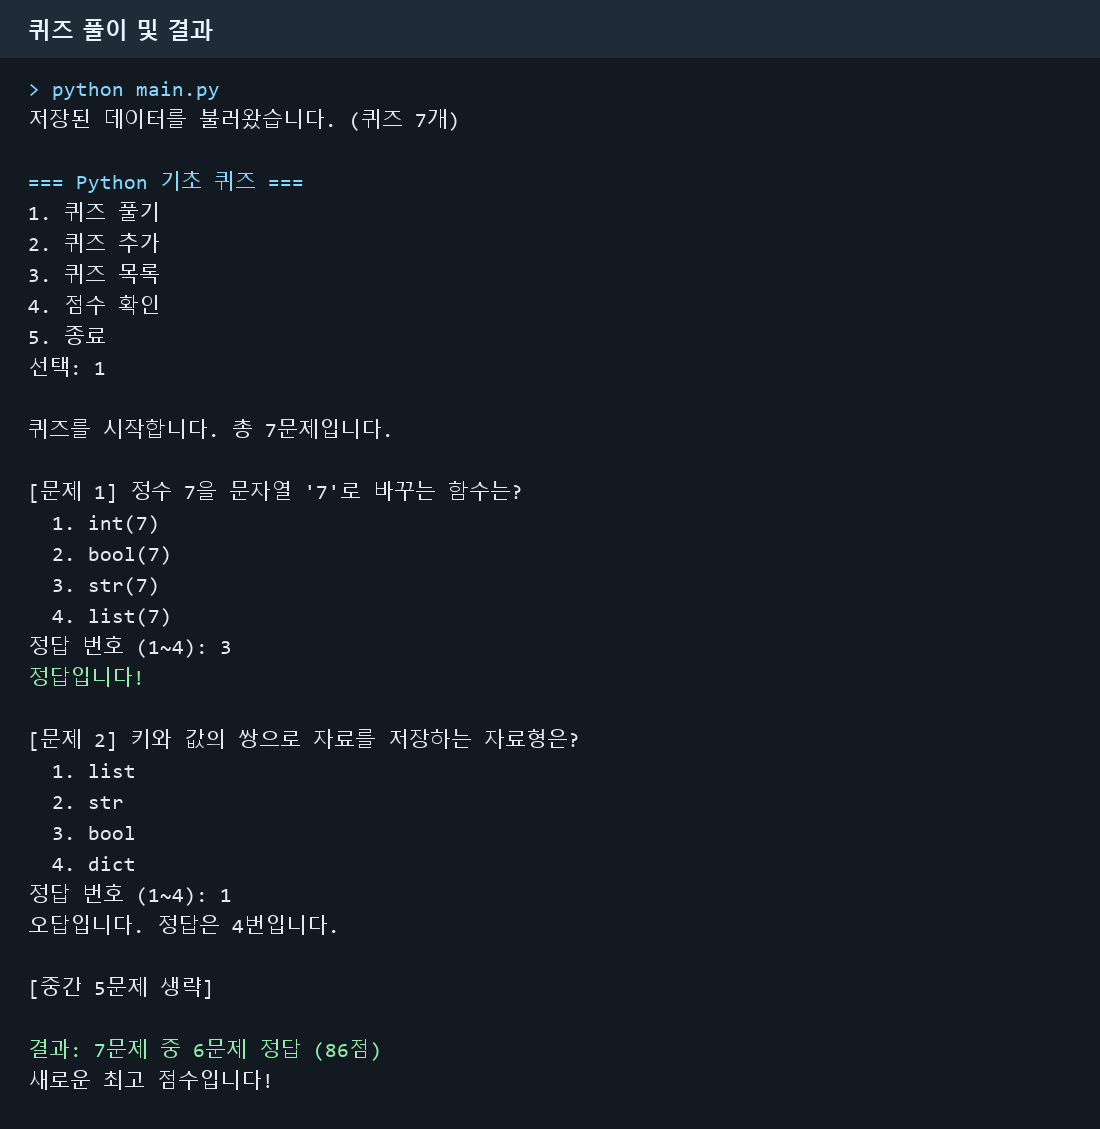 퀴즈 풀이 및 결과
> python main.py
저장된 데이터를 불러왔습니다. (퀴즈 7개)
=== Python 기초 퀴즈 ===
1. 퀴즈 풀기
2. 퀴즈 추가
3. 퀴즈 목록
4. 점수 확인
5. 종료
선택: 1
퀴즈를 시작합니다. 총 7문제입니다.
[문제 1] 정수 7을 문자열 '7'로 바꾸는 함수는?
1. int(7)
2. bool(7)
3. str(7)
4. list(7)
정답 번호 (1~4): 3
정답입니다!
[문제 2] 키와 값의 쌍으로 자료를 저장하는 자료형은?
1. list
2. str
3. bool
4. dict
정답 번호 (1~4): 1
오답입니다. 정답은 4번입니다.
[중간 5문제 생략]
결과: 7문제 중 6문제 정답 (86점)
새로운 최고 점수입니다!